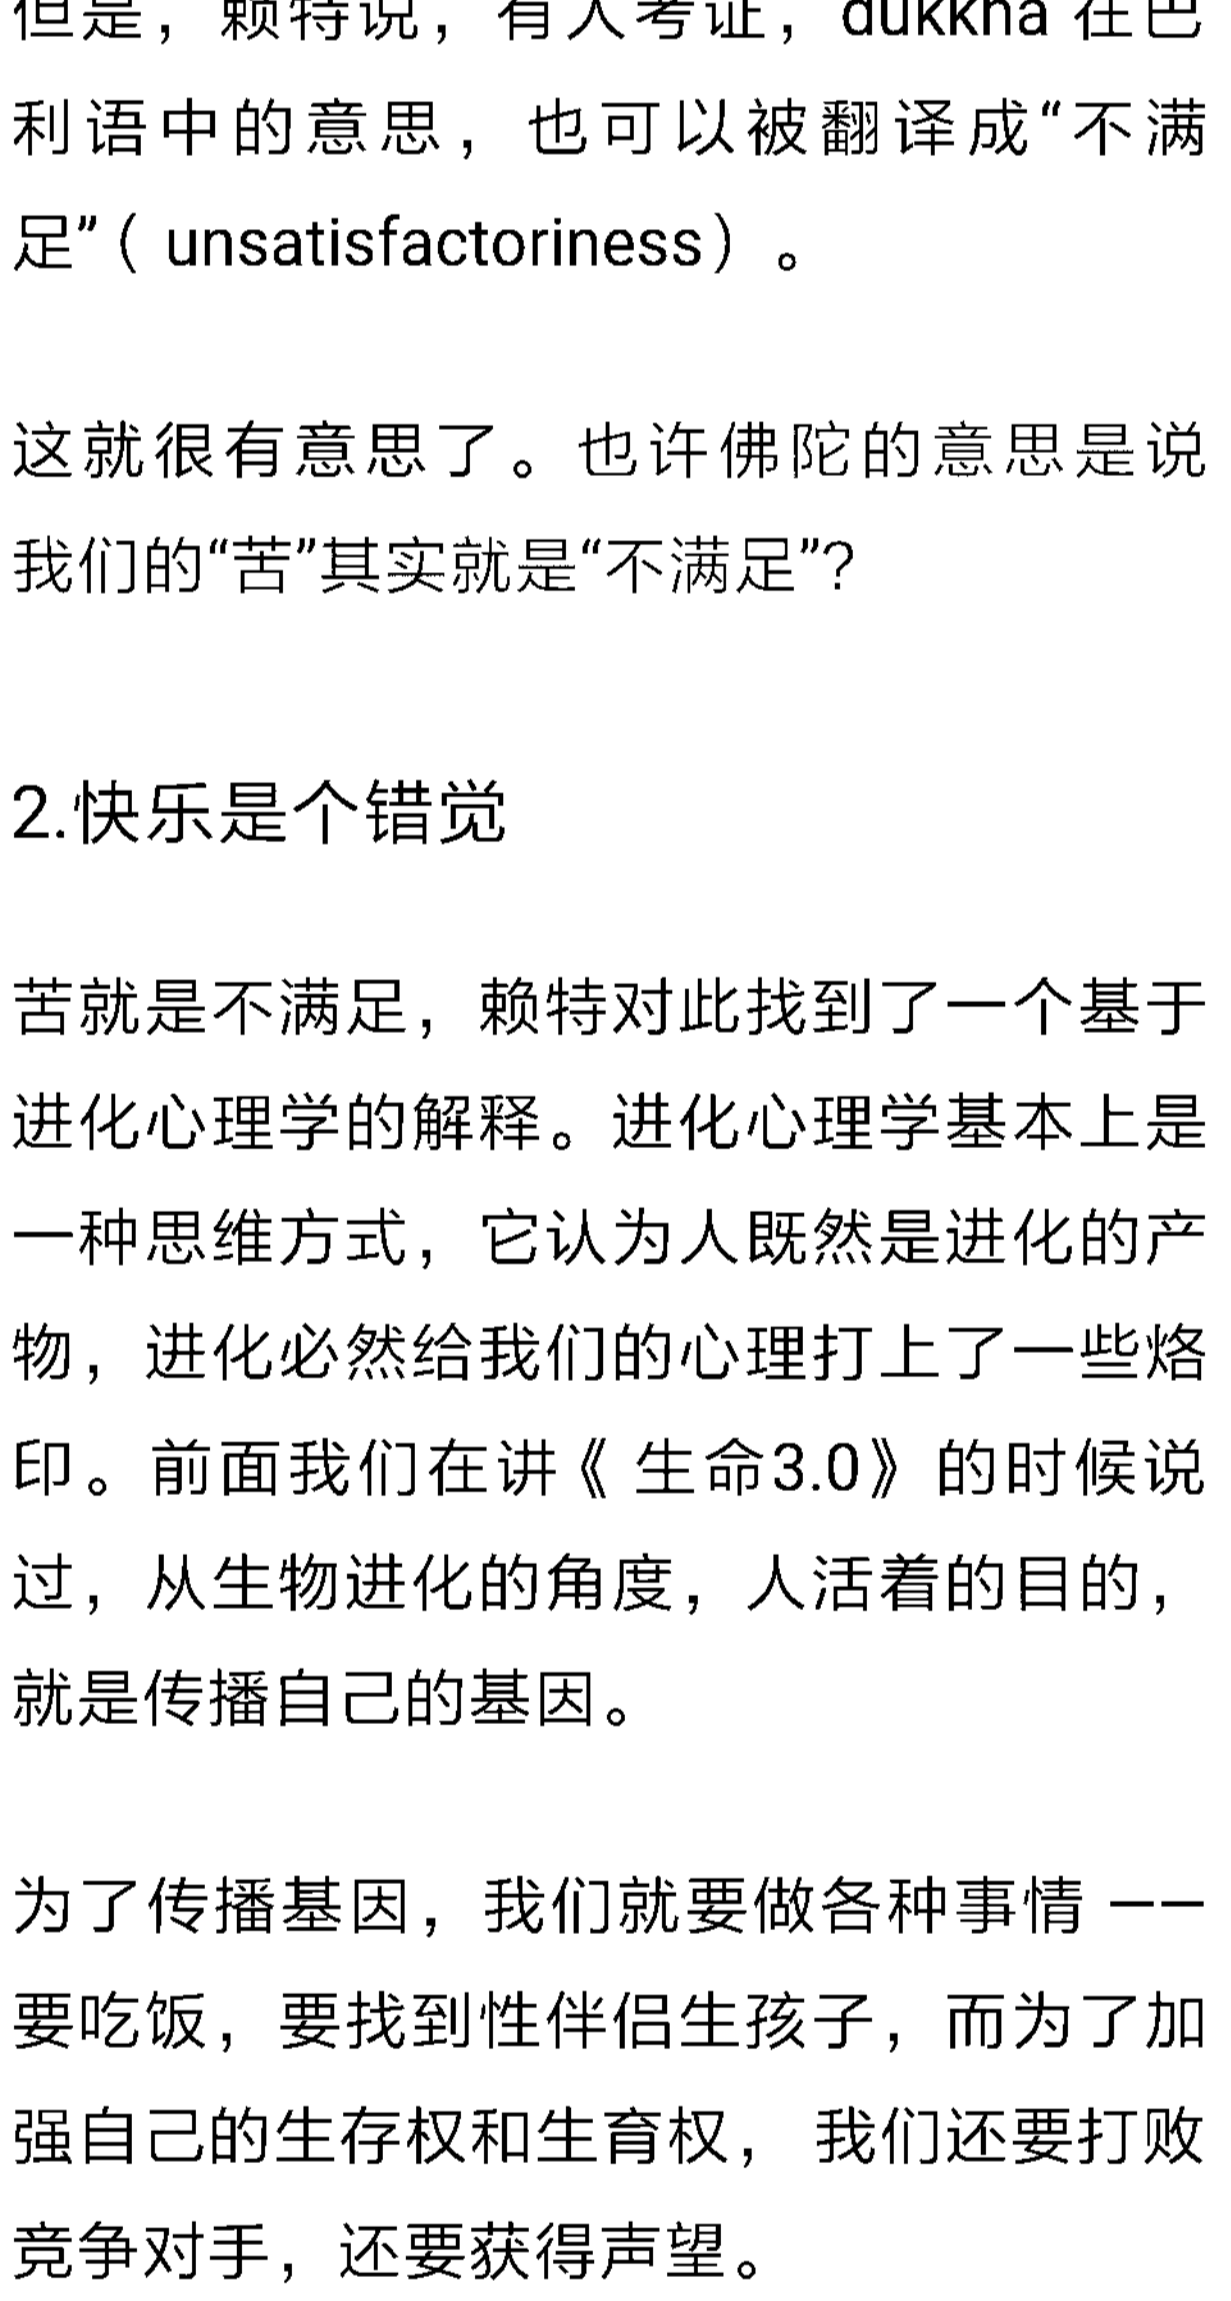 但是，赖特说，有人考证，dukkha 在巴
利语中的意思，也可以被翻译成“不满
足”（ unsatisfactoriness）。
这就很有意思了。也许佛陀的意思是说
我们的“苦”其实就是“不满足”？
2.快乐是个错觉
苦就是不满足，赖特对此找到了一个基于
进化心理学的解释。进化心理学基本上是
一种思维方式，它认为人既然是进化的产
物，进化必然给我们的心理打上了一些烙
印。前面我们在讲《 生命3.0》的时候说
过，从生物进化的角度，人活着的目的，
就是传播自己的基因。
为了传播基因，我们就要做各种事情 ——
要吃饭，要找到性伴侣生孩子，而为了加
强自己的生存权和生育权， 我们还要打败
竞争对手，还要获得声望。